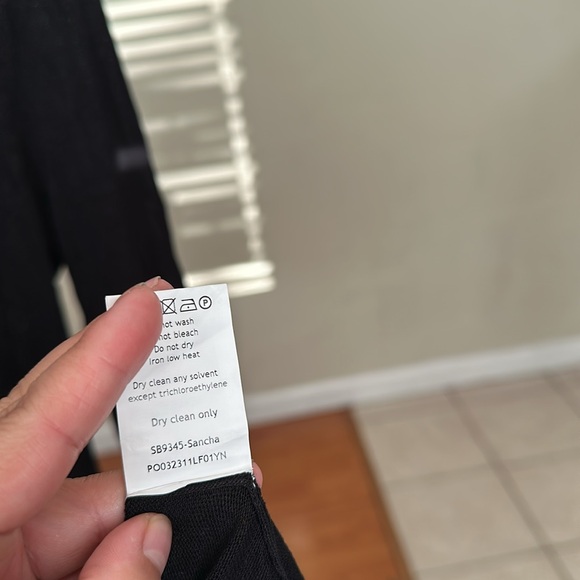 P
not wash
not bleach
Do not dry
Iron low heat
Dry clean any solvent
except trichloroethylene
Dry clean only
SB9345-Sancha
PO032311LF01YN